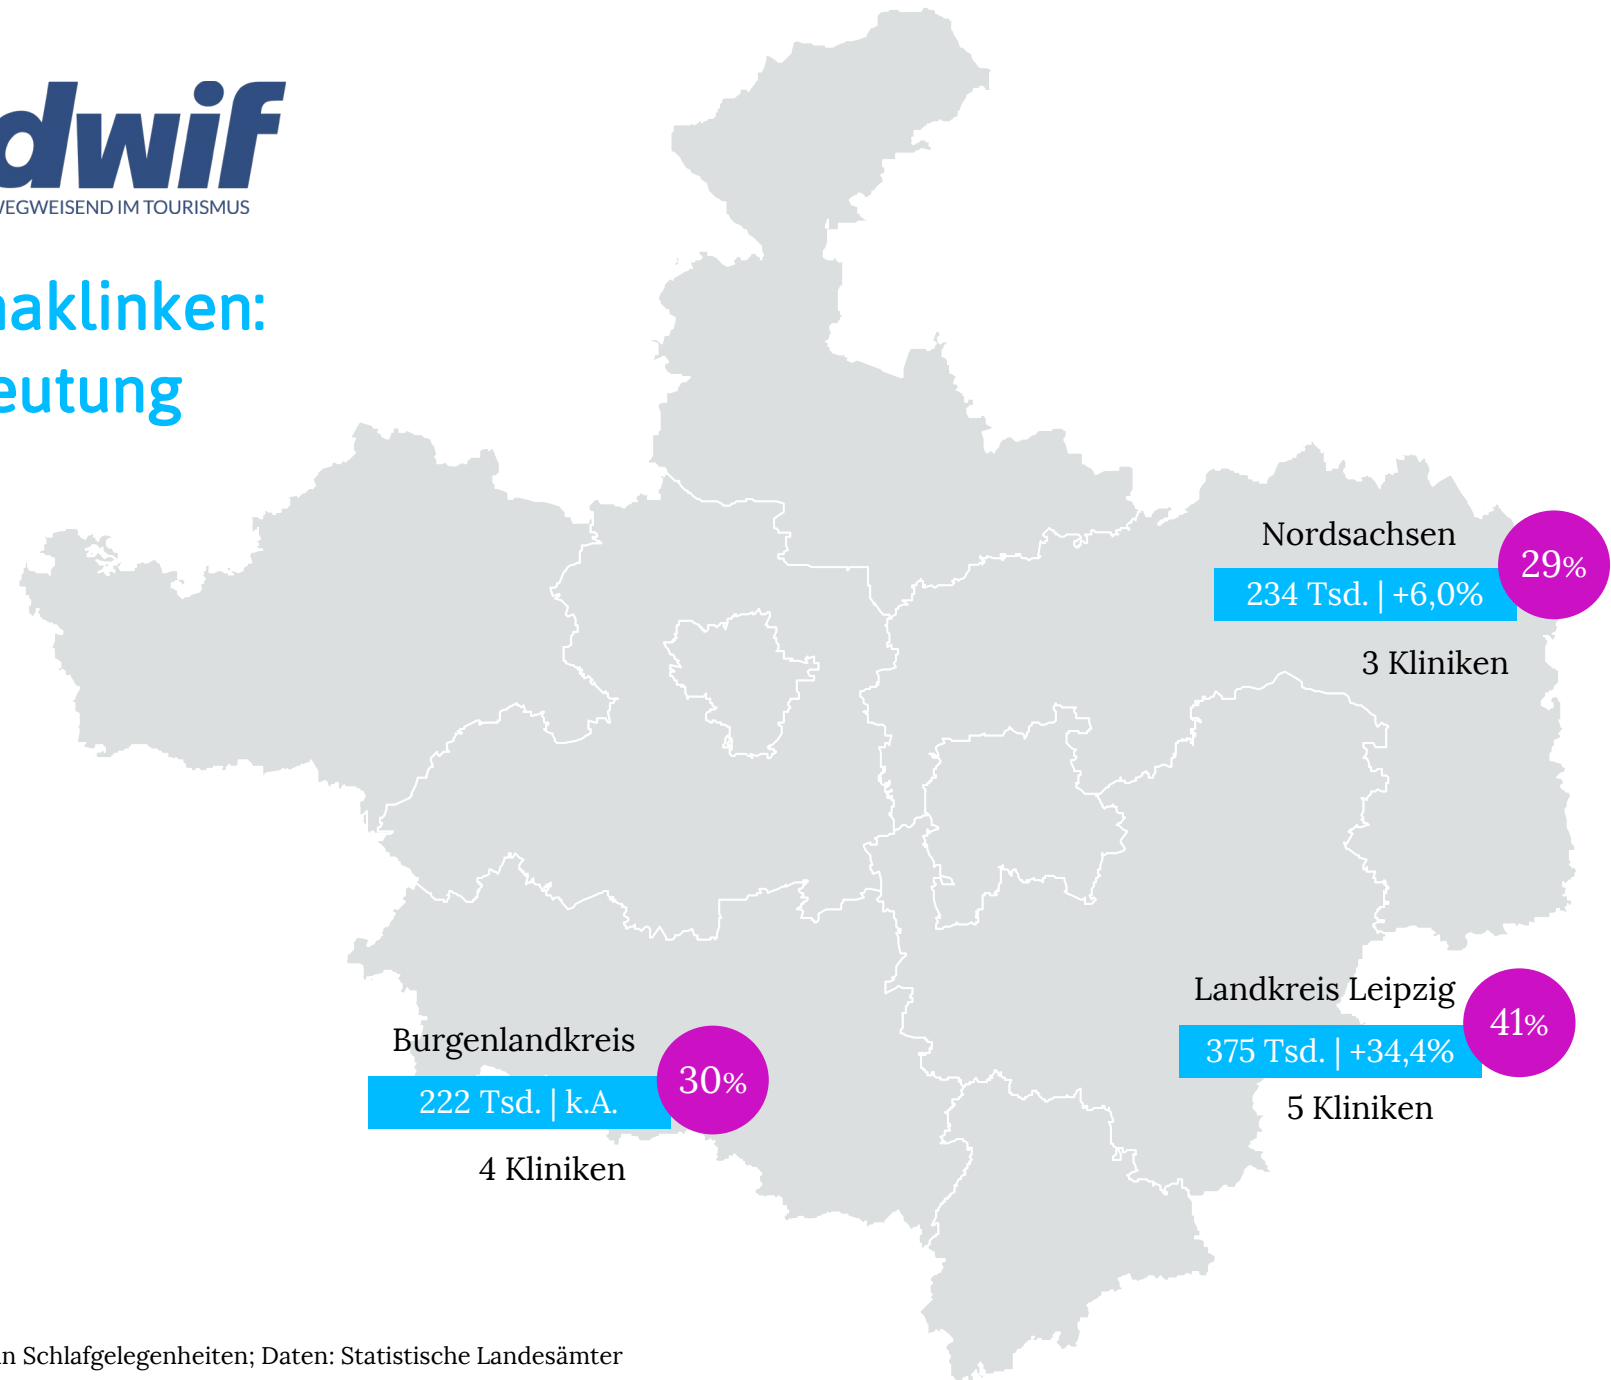 dwif
WEGWEISEND IM TOURISMUS
aklinken:
eutung
Nordsachsen
29%
234 Tsd. | +6,0%
3 Kliniken
Landkreis Leipzig
41%
375 Tsd. | +34,4%
5 Kliniken
Burgenlandkreis
30%
222 Tsd. | k.A.
4 Kliniken
n Schlafgelegenheiten; Daten: Statistische Landesämter